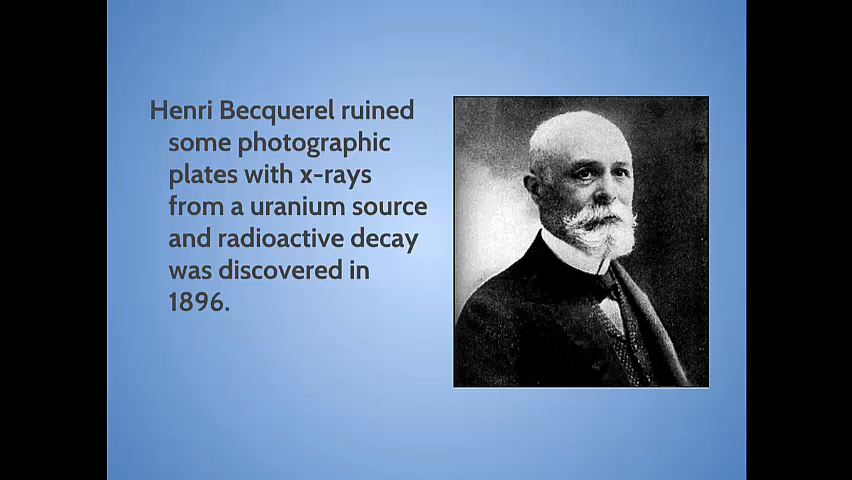 Henri Becquerel ruined
some photographic
plates with x-rays
from a uranium source
and radioactive decay
was discovered in
1896.